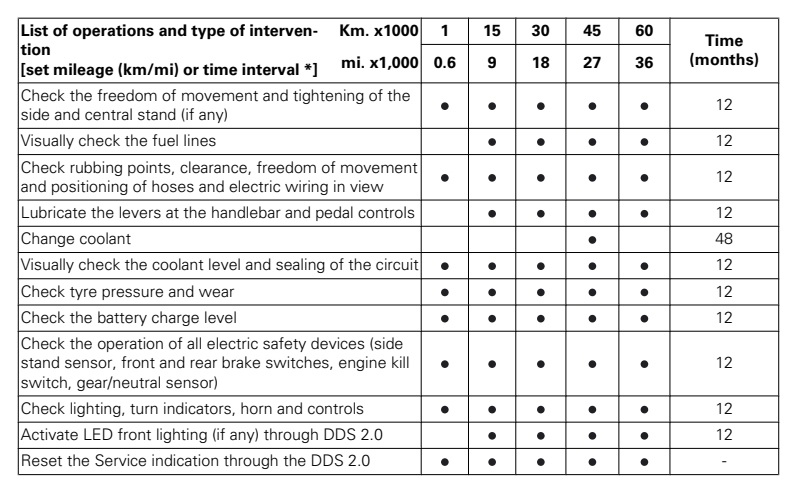 List of operations and type of interven- Km. x1000 1 15 30 45 60 Time
tion
[set mileage (km/mi) or time interval *] mi. x1,000 0.6 9 18 27 36 (months)
Check the freedom of movement and tightening of the
side and central stand (if any) ● ● ● ● ● 12
Visually check the fuel lines ● ● ● ● 12
Check rubbing points, clearance, freedom of movement
and positioning of hoses and electric wiring in view ● ● ● ● ● 12
Lubricate the levers at the handlebar and pedal controls ● ● ● ● 12
Change coolant ● 48
Visually check the coolant level and sealing of the circuit ● ● ● ● ● 12
Check tyre pressure and wear ● ● ● ● ● 12
Check the battery charge level ● ● ● ● ● 12
Check the operation of all electric safety devices (side
stand sensor, front and rear brake switches, engine kill
switch, gear/neutral sensor) ● ● ● ● ● 12
Check lighting, turn indicators, horn and controls ● ● ● ● ● 12
Activate LED front lighting (if any) through DDS 2.0 ● ● ● ● 12
Reset the Service indication through the DDS 2.0 ● ● ● ● ● -